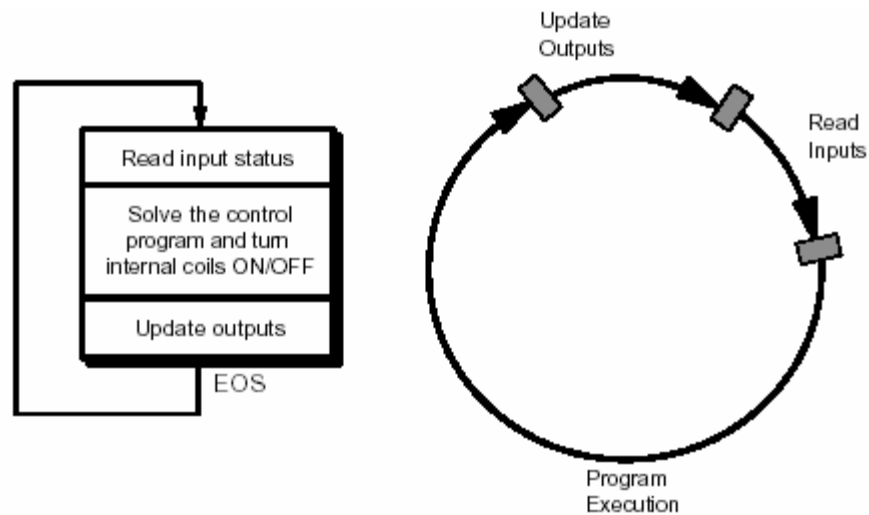 Read input status
Solve the control
program and turn
internal coils ON/OFF
Update outputs
EOS
Update
Outputs
Read
Inputs
Program
Execution